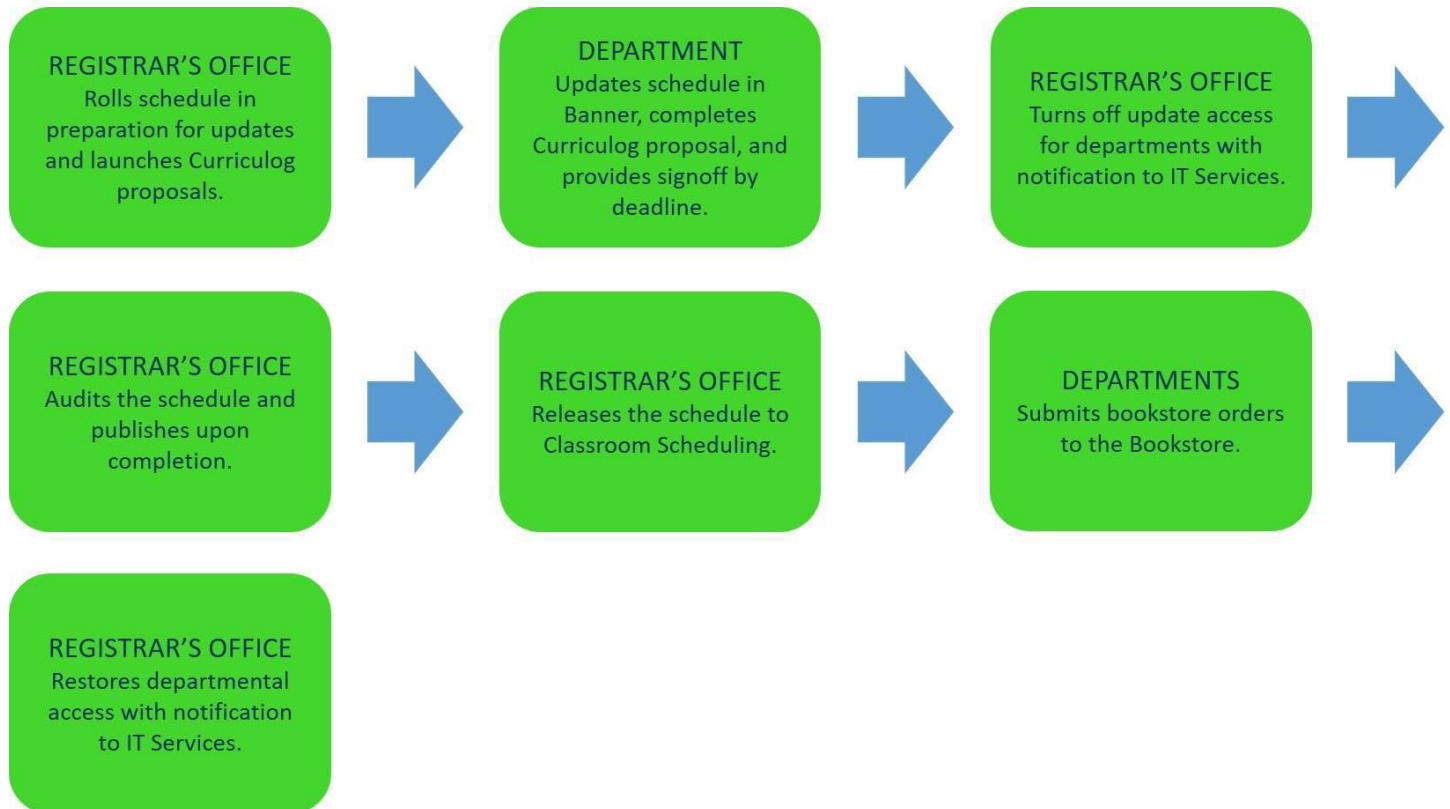 REGISTRAR’S OFFICE
Rolls schedule in
preparation for updates
and launches Curriculog
proposals.
DEPARTMENT
Updates schedule in
Banner, completes
Curriculog proposal, and
provides signoff by
deadline.
REGISTRAR’S OFFICE
Turns off update access
for departments with
notification to IT Services.
REGISTRAR’S OFFICE
Audits the schedule and
publishes upon
completion.
REGISTRAR’S OFFICE
Releases the schedule to
Classroom Scheduling.
DEPARTMENTS
Submits bookstore orders
to the Bookstore.
REGISTRAR’S OFFICE
Restores departmental
access with notification
to IT Services.